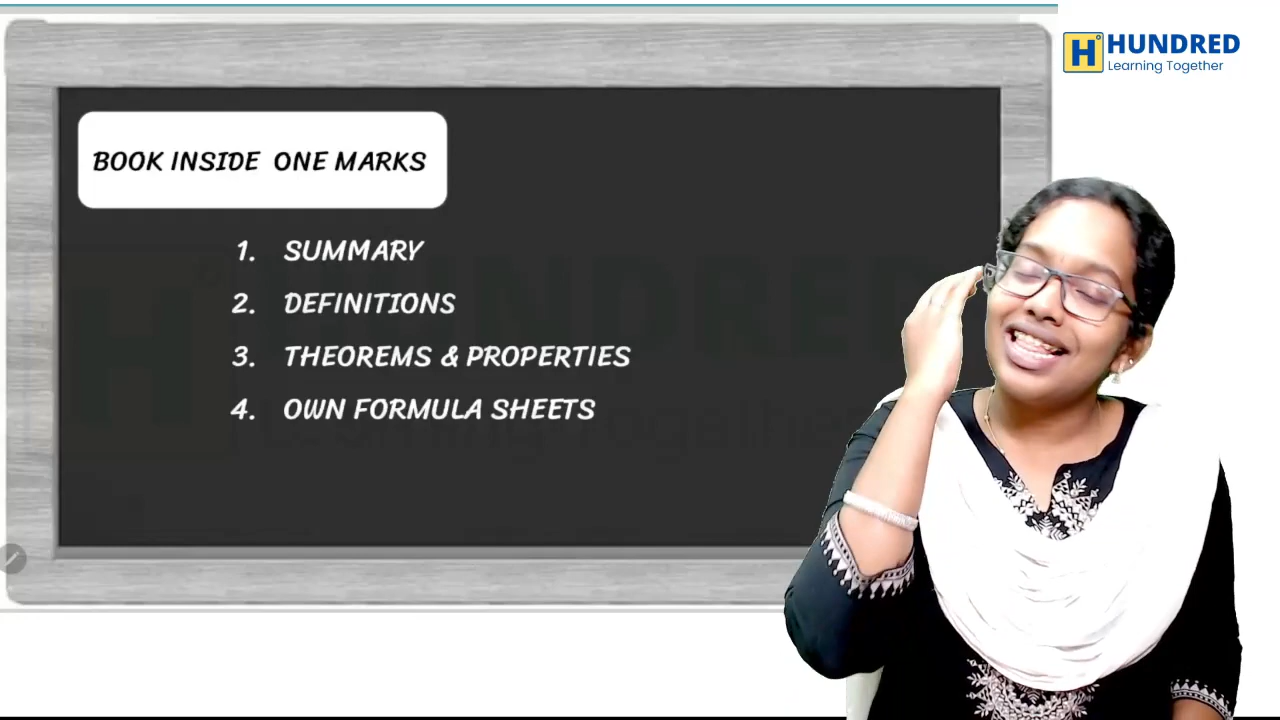 HUNDRED
Learning Together
BOOK INSIDE ONE MARKS
1. SUMMARY
2. DEFINITIONS
3. THEOREMS & PROPERTIES
4. OWN FORMULA SHEETS